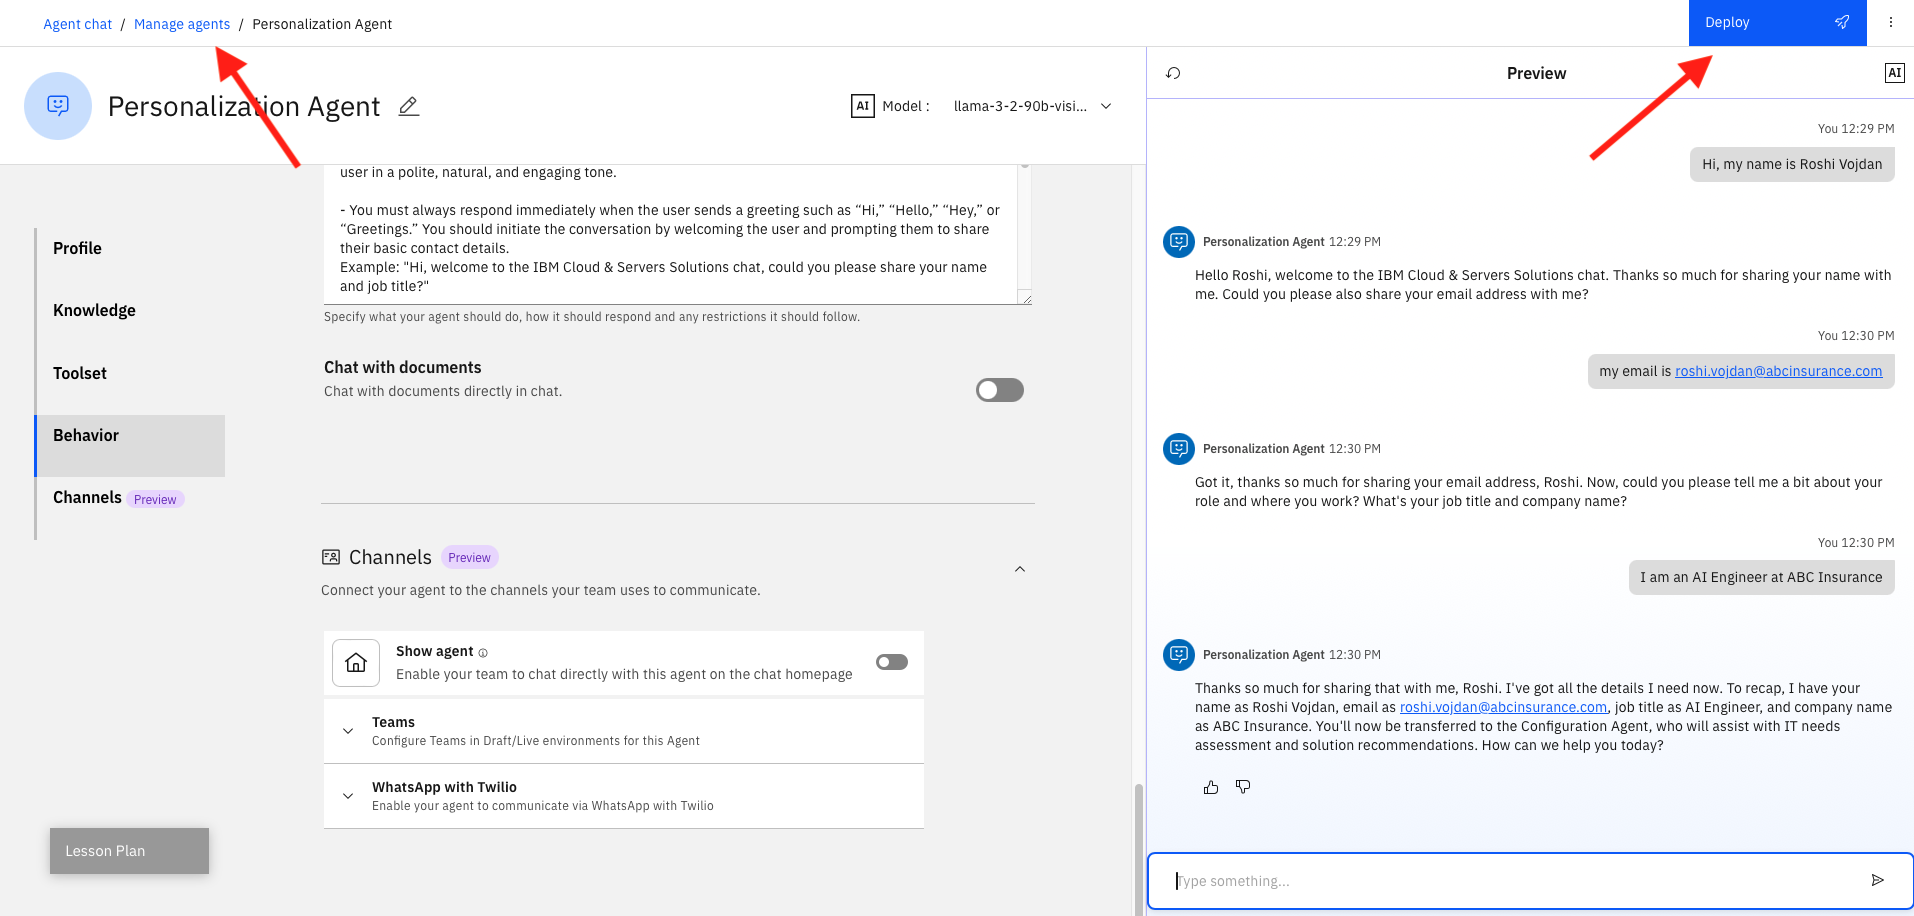 Agent chat / Manage agents / Personalization Agent
Deploy
Personalization Agent
AI Model : llama-3-2-90b-visi...
Profile
Knowledge
Toolset
Behavior
Channels Preview
Lesson Plan
user in a polite, natural, and engaging tone.
- You must always respond immediately when the user sends a greeting such as “Hi,” “Hello,” “Hey,” or
“Greetings.” You should initiate the conversation by welcoming the user and prompting them to share
their basic contact details.
Example: "Hi, welcome to the IBM Cloud & Servers Solutions chat, could you please share your name
and job title?"
Specify what your agent should do, how it should respond and any restrictions it should follow.
Chat with documents
Chat with documents directly in chat.
Channels Preview
Connect your agent to the channels your team uses to communicate.
Show agent
Enable your team to chat directly with this agent on the chat homepage
Teams
Configure Teams in Draft/Live environments for this Agent
WhatsApp with Twilio
Enable your agent to communicate via WhatsApp with Twilio
Preview
AI
You 12:29 PM
Hi, my name is Roshi Vojdan
Personalization Agent 12:29 PM
Hello Roshi, welcome to the IBM Cloud & Servers Solutions chat. Thanks so much for sharing your name with
me. Could you please also share your email address with me?
You 12:30 PM
my email is roshi.vojdan@abcinsurance.com
Personalization Agent 12:30 PM
Got it, thanks so much for sharing your email address, Roshi. Now, could you please tell me a bit about your
role and where you work? What's your job title and company name?
You 12:30 PM
I am an AI Engineer at ABC Insurance
Personalization Agent 12:30 PM
Thanks so much for sharing that with me, Roshi. I've got all the details I need now. To recap, I have your
name as Roshi Vojdan, email as roshi.vojdan@abcinsurance.com, job title as AI Engineer, and company name
as ABC Insurance. You'll now be transferred to the Configuration Agent, who will assist with IT needs
assessment and solution recommendations. How can we help you today?
Type something...